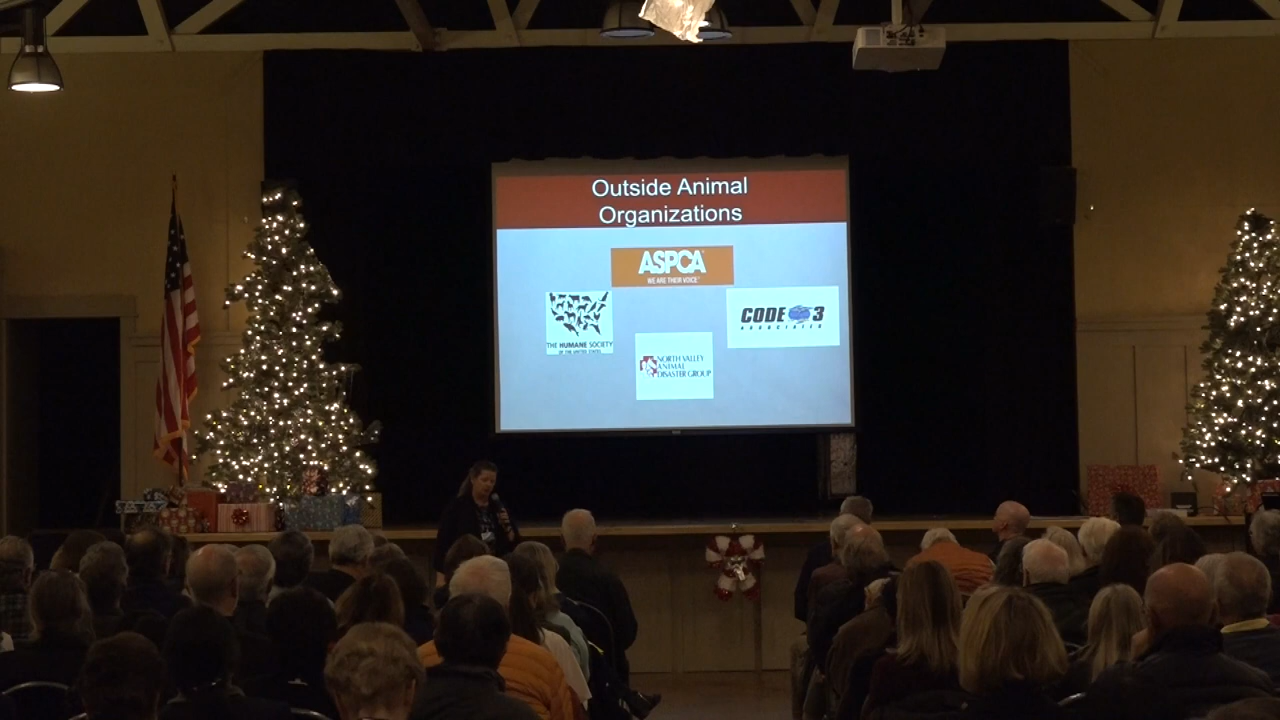 Outside Animal
Organizations
ASPCA
WE ARE THEIR VOICE
THE HUMANE SOCIETY
OF THE UNITED STATES
CODE 3
ASSOCIATES
NORTH VALLEY
ANIMAL
DISASTER GROUP